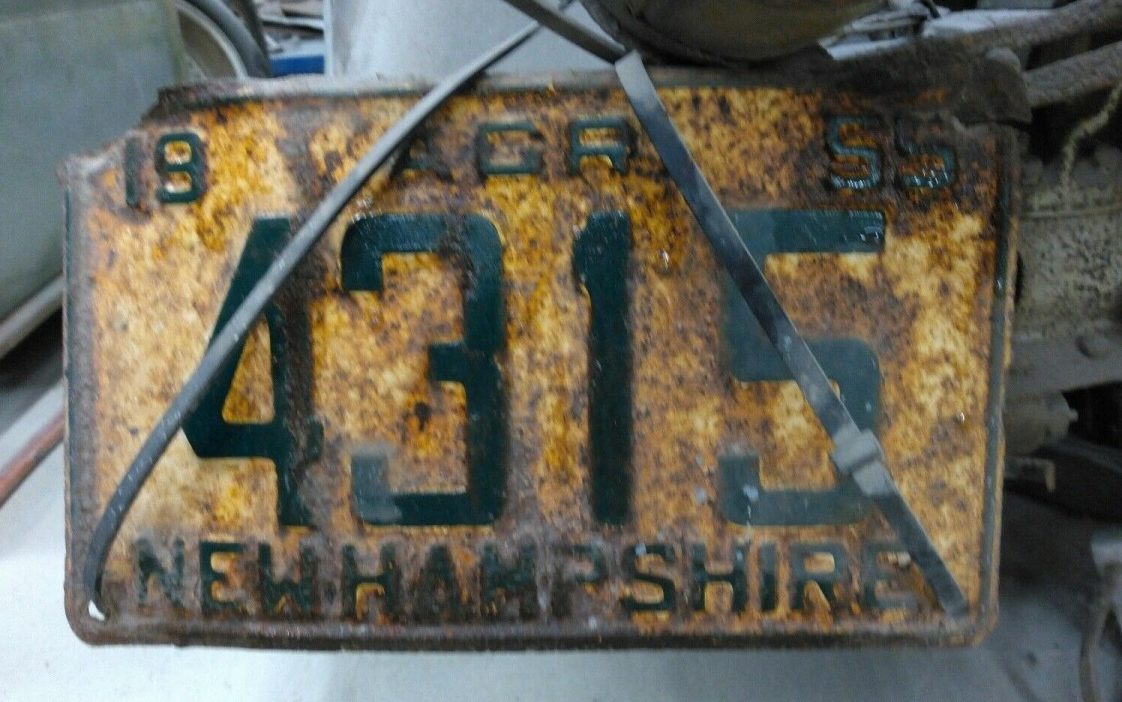 19 AGR 55
4315
NEW HAMPSHIRE